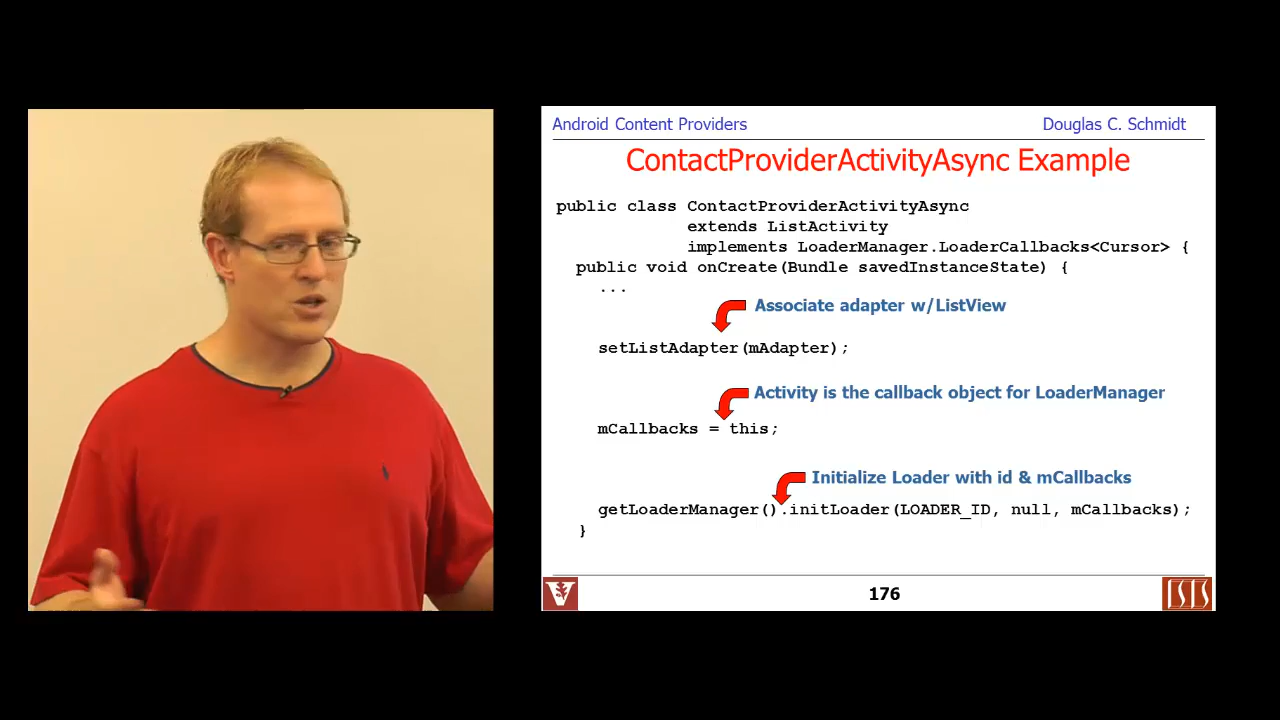 Android Content Providers
Douglas C. Schmidt
ContactProviderActivityAsync Example
public class ContactProviderActivityAsync
extends ListActivity
implements LoaderManager.LoaderCallbacks<Cursor> {
public void onCreate(Bundle savedInstanceState) {
...
Associate adapter w/ListView
setListAdapter(mAdapter);
Activity is the callback object for LoaderManager
mCallbacks = this;
Initialize Loader with id & mCallbacks
getLoaderManager().initLoader(LOADER_ID, null, mCallbacks);
}
V
176
ISIS